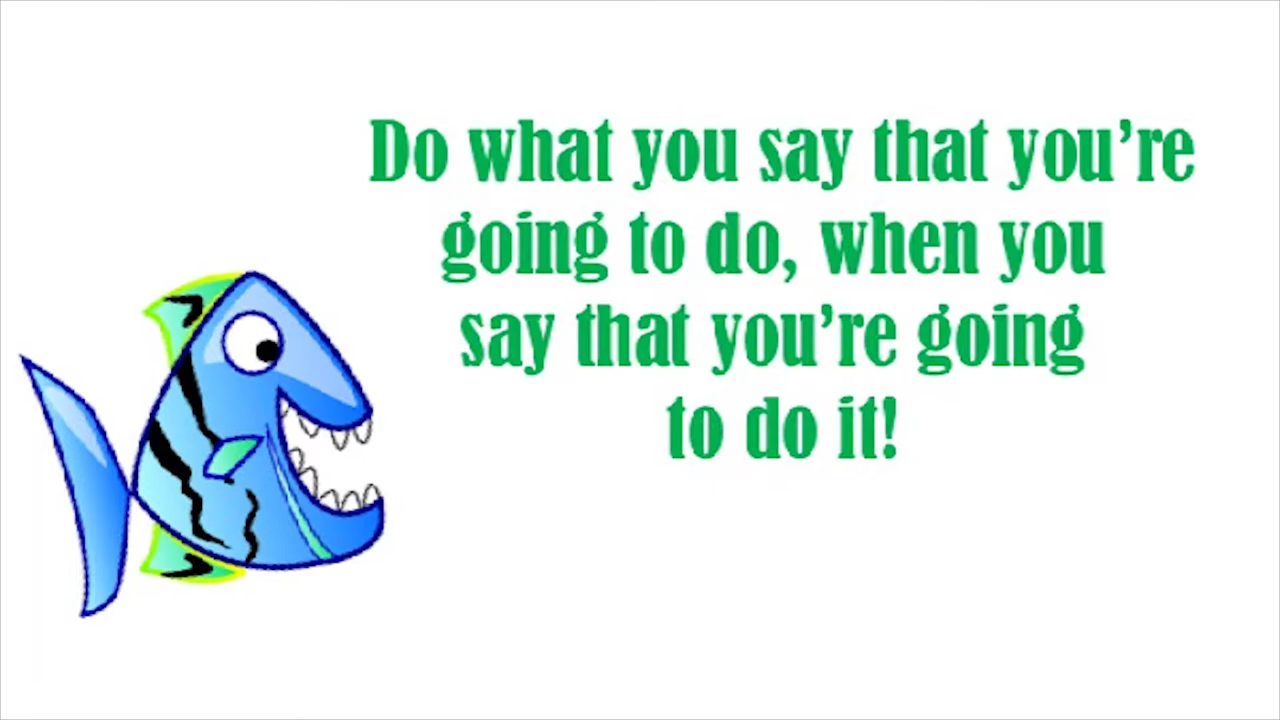 Do what you say that you’re
going to do, when you
say that you’re going
to do it!